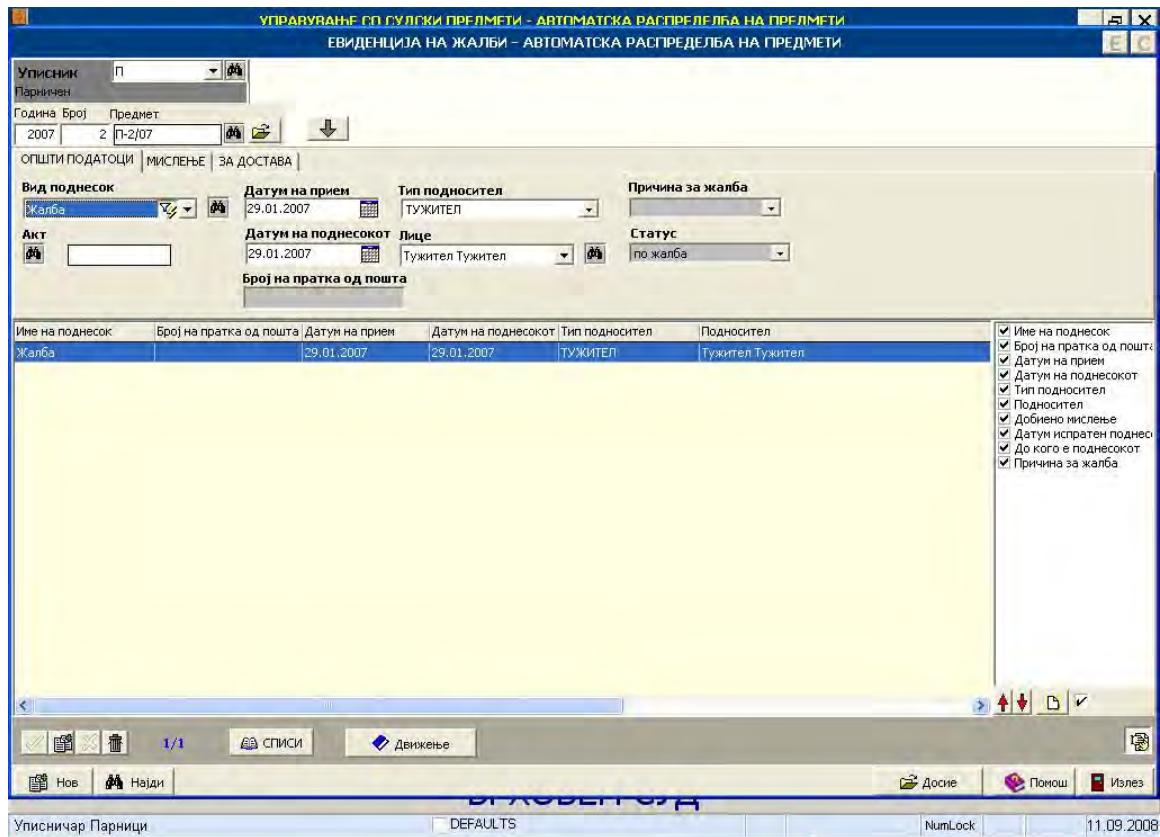 УПРАВУВАЊЕ СО СУДСКИ ПРЕДМЕТИ - АВТОМАТСКА РАСПРЕДЕЛБА НА ПРЕДМЕТИ
ЕВИДЕНЦИЈА НА ЖАЛБИ - АВТОМАТСКА РАСПРЕДЕЛБА НА ПРЕДМЕТИ
E C
Уписник П
Парничен
Година Број Предмет
2007 2 П-2/07
ОПШТИ ПОДАТОЦИ МИСЛЕЊЕ ЗА ДОСТАВА
Вид поднесок Датум на прием Тип подносител Причина за жалба
Жалба 29.01.2007 ТУЖИТЕЛ
Акт Датум на поднесокот Лице Статус
29.01.2007 Тужител Тужител по жалба
Број на пратка од пошта
Име на поднесок Број на пратка од пошта Датум на прием Датум на поднесокот Тип подносител Подносител
Жалба 29.01.2007 29.01.2007 ТУЖИТЕЛ Тужител Тужител
Име на поднесок
Број на пратка од пошта
Датум на прием
Датум на поднесокот
Тип подносител
Подносител
Добиено мислење
Датум испратен поднес
До кого е поднесокот
Причина за жалба
1/1 СПИСИ Движење
Нов Најди Досие Помош Излез
ВРХОВЕН СУД
Уписничар Парници DEFAULTS NumLock 11.09.2008